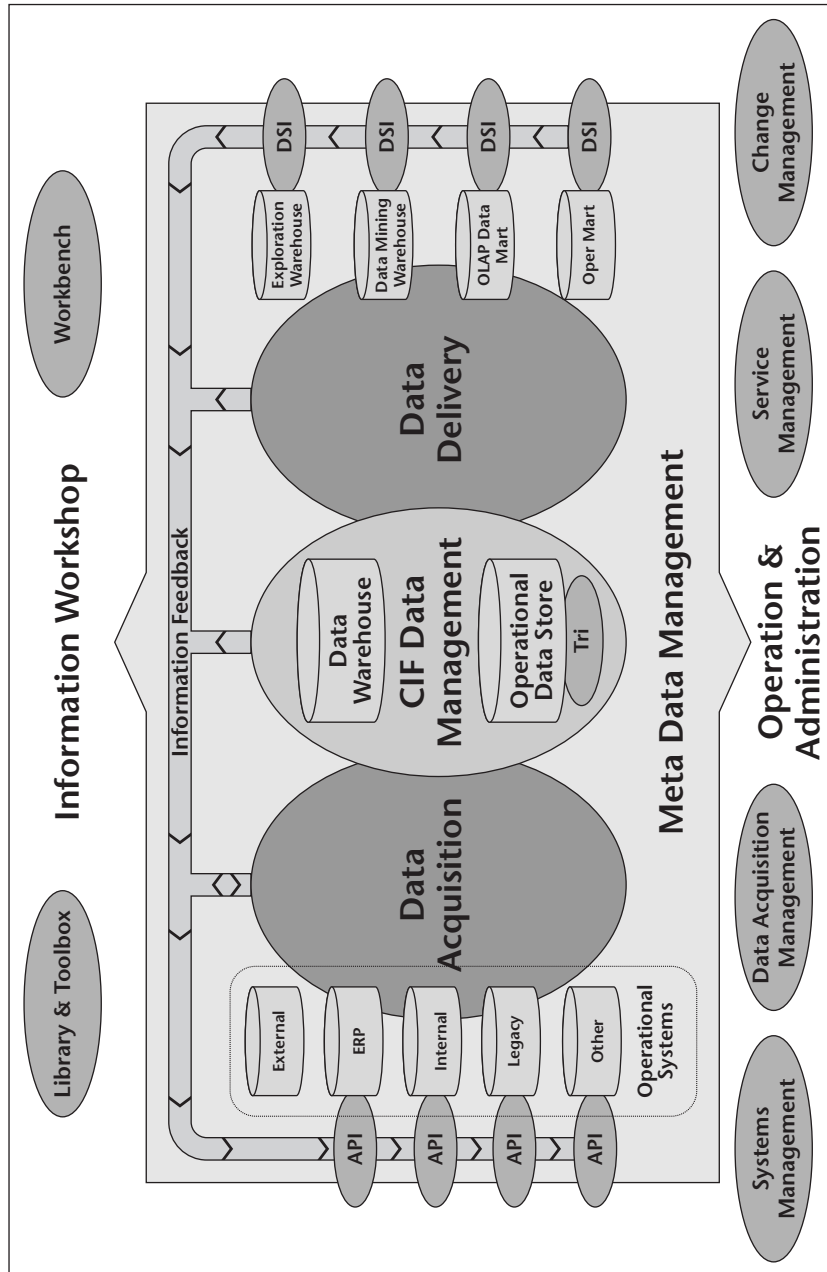 Information Workshop
Library & Toolbox
Workbench
Information Feedback
External
ERP
Internal
Legacy
Other
Operational
Systems
API
API
API
API
Data
Acquisition
CIF Data
Management
Data
Warehouse
Operational
Data Store
Tri
Data
Delivery
Exploration
Warehouse
Data Mining
Warehouse
OLAP Data
Mart
Oper Mart
DSI
DSI
DSI
DSI
Meta Data Management
Operation &
Administration
Systems
Management
Data Acquisition
Management
Service
Management
Change
Management